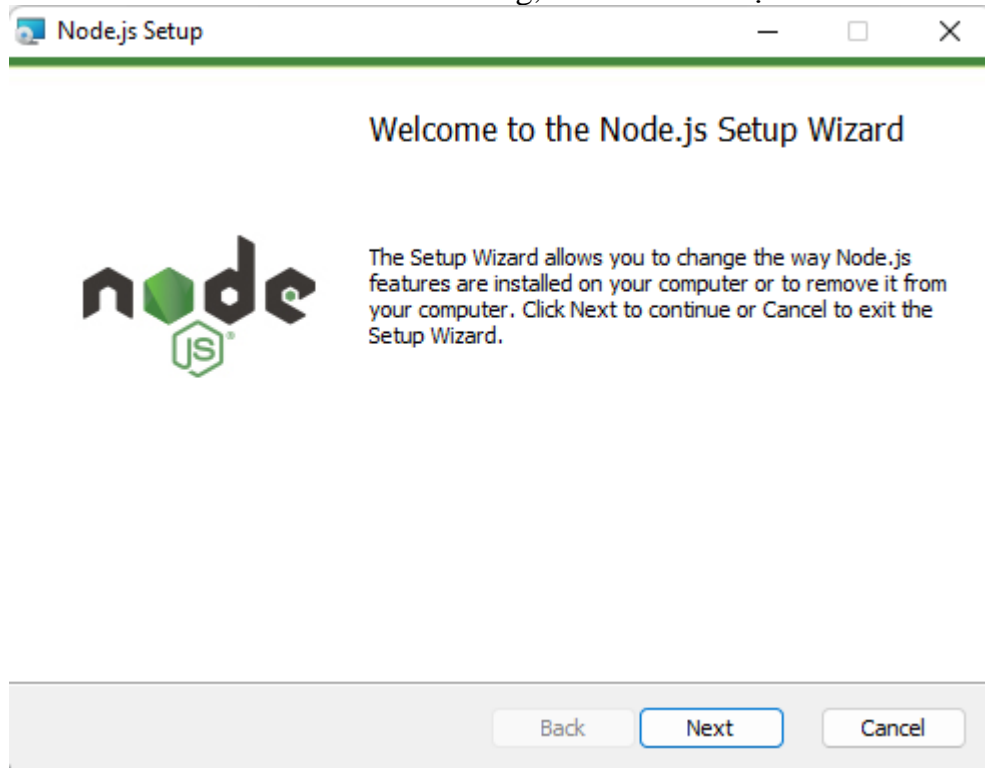 Node.js Setup
Welcome to the Node.js Setup Wizard
node
JS
The Setup Wizard allows you to change the way Node.js
features are installed on your computer or to remove it from
your computer. Click Next to continue or Cancel to exit the
Setup Wizard.
Back Next Cancel